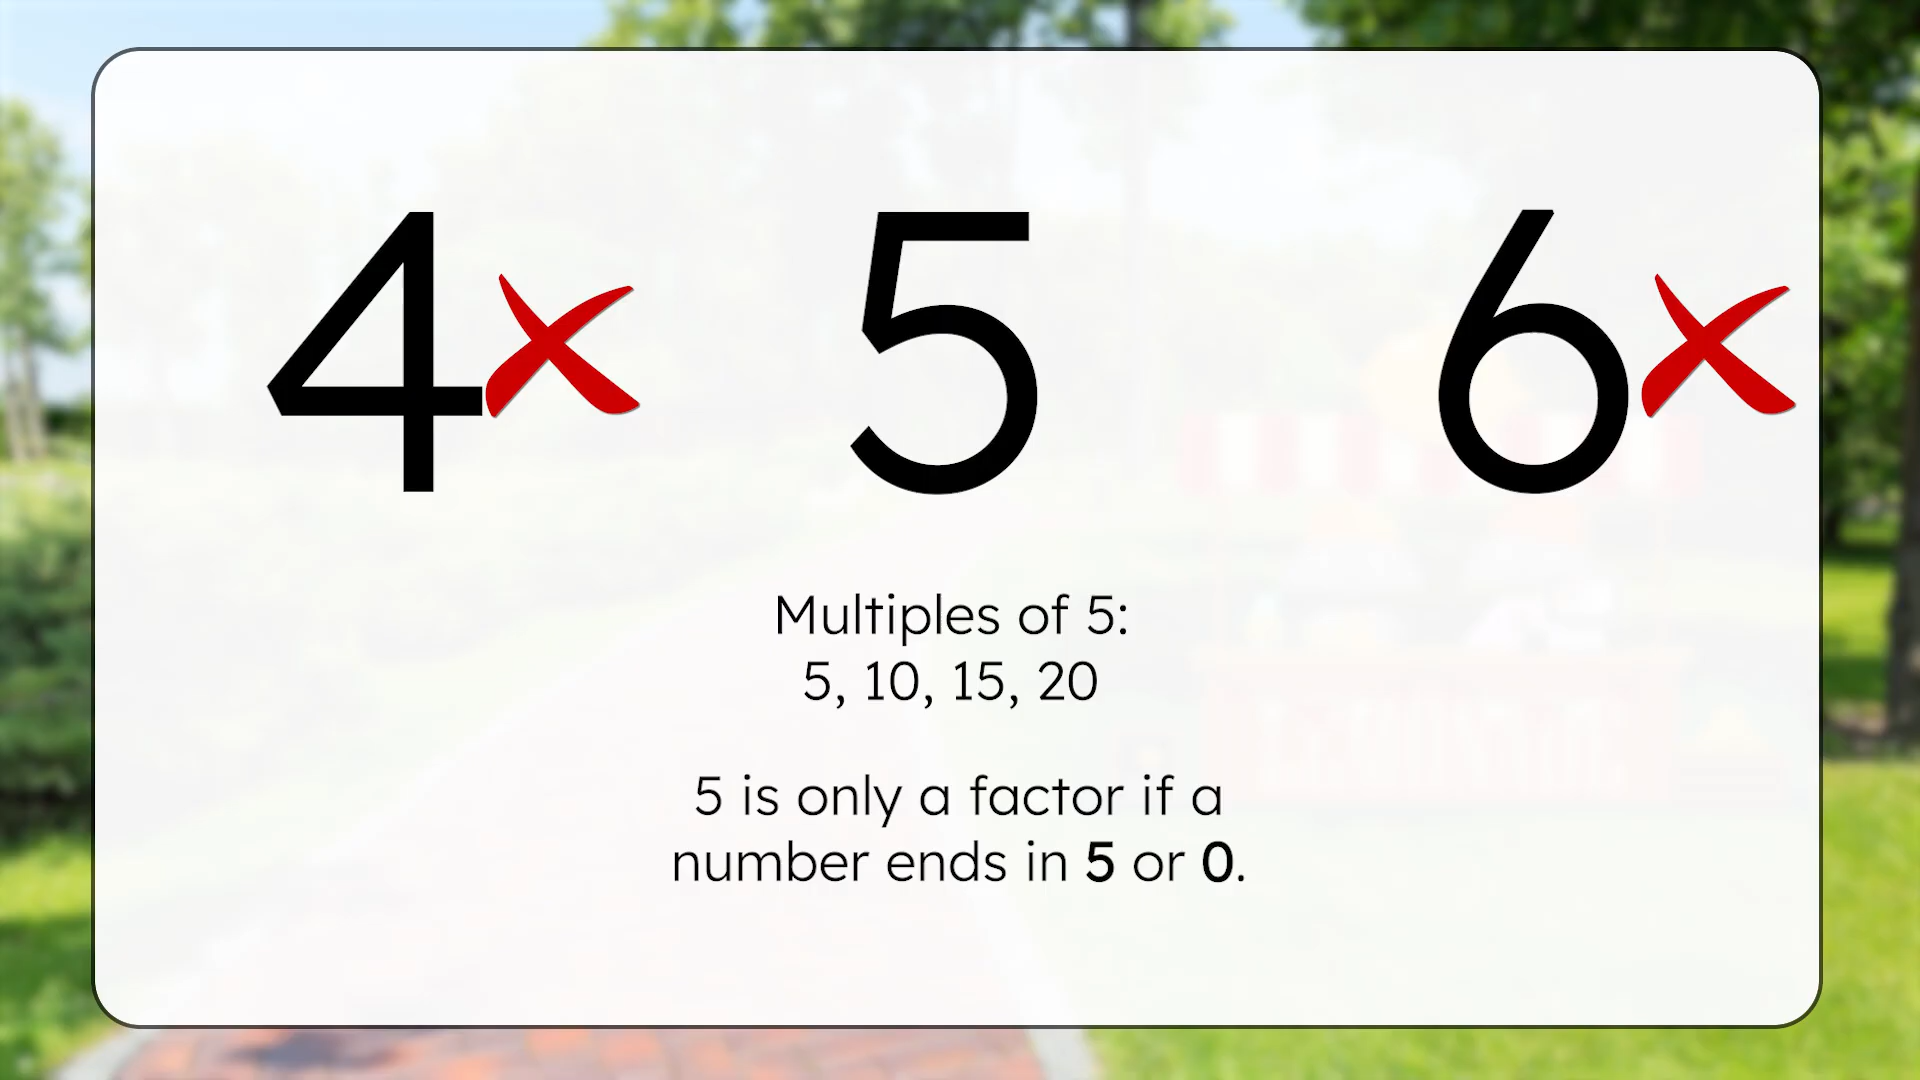 4 5 6
Multiples of 5:
5, 10, 15, 20
5 is only a factor if a
number ends in 5 or 0.